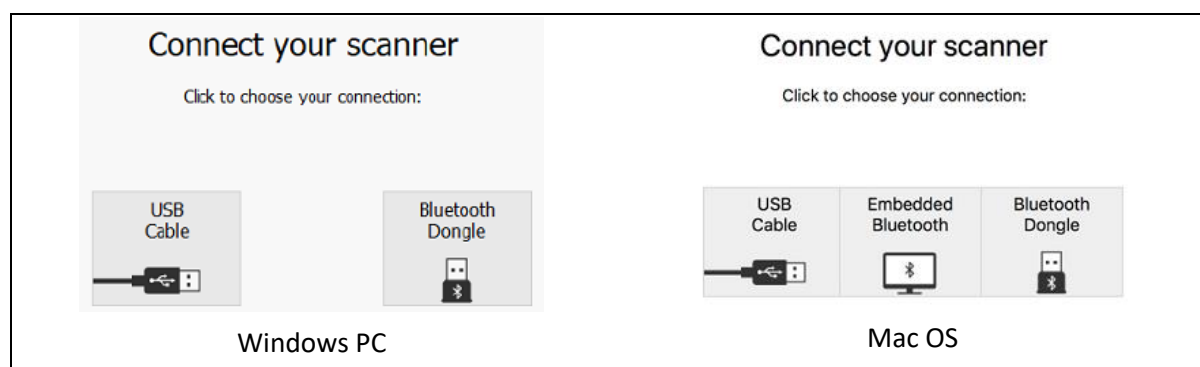 Connect your scanner
Click to choose your connection:
USB
Cable
Bluetooth
Dongle
Windows PC
Connect your scanner
Click to choose your connection:
USB
Cable
Embedded
Bluetooth
Bluetooth
Dongle
Mac OS